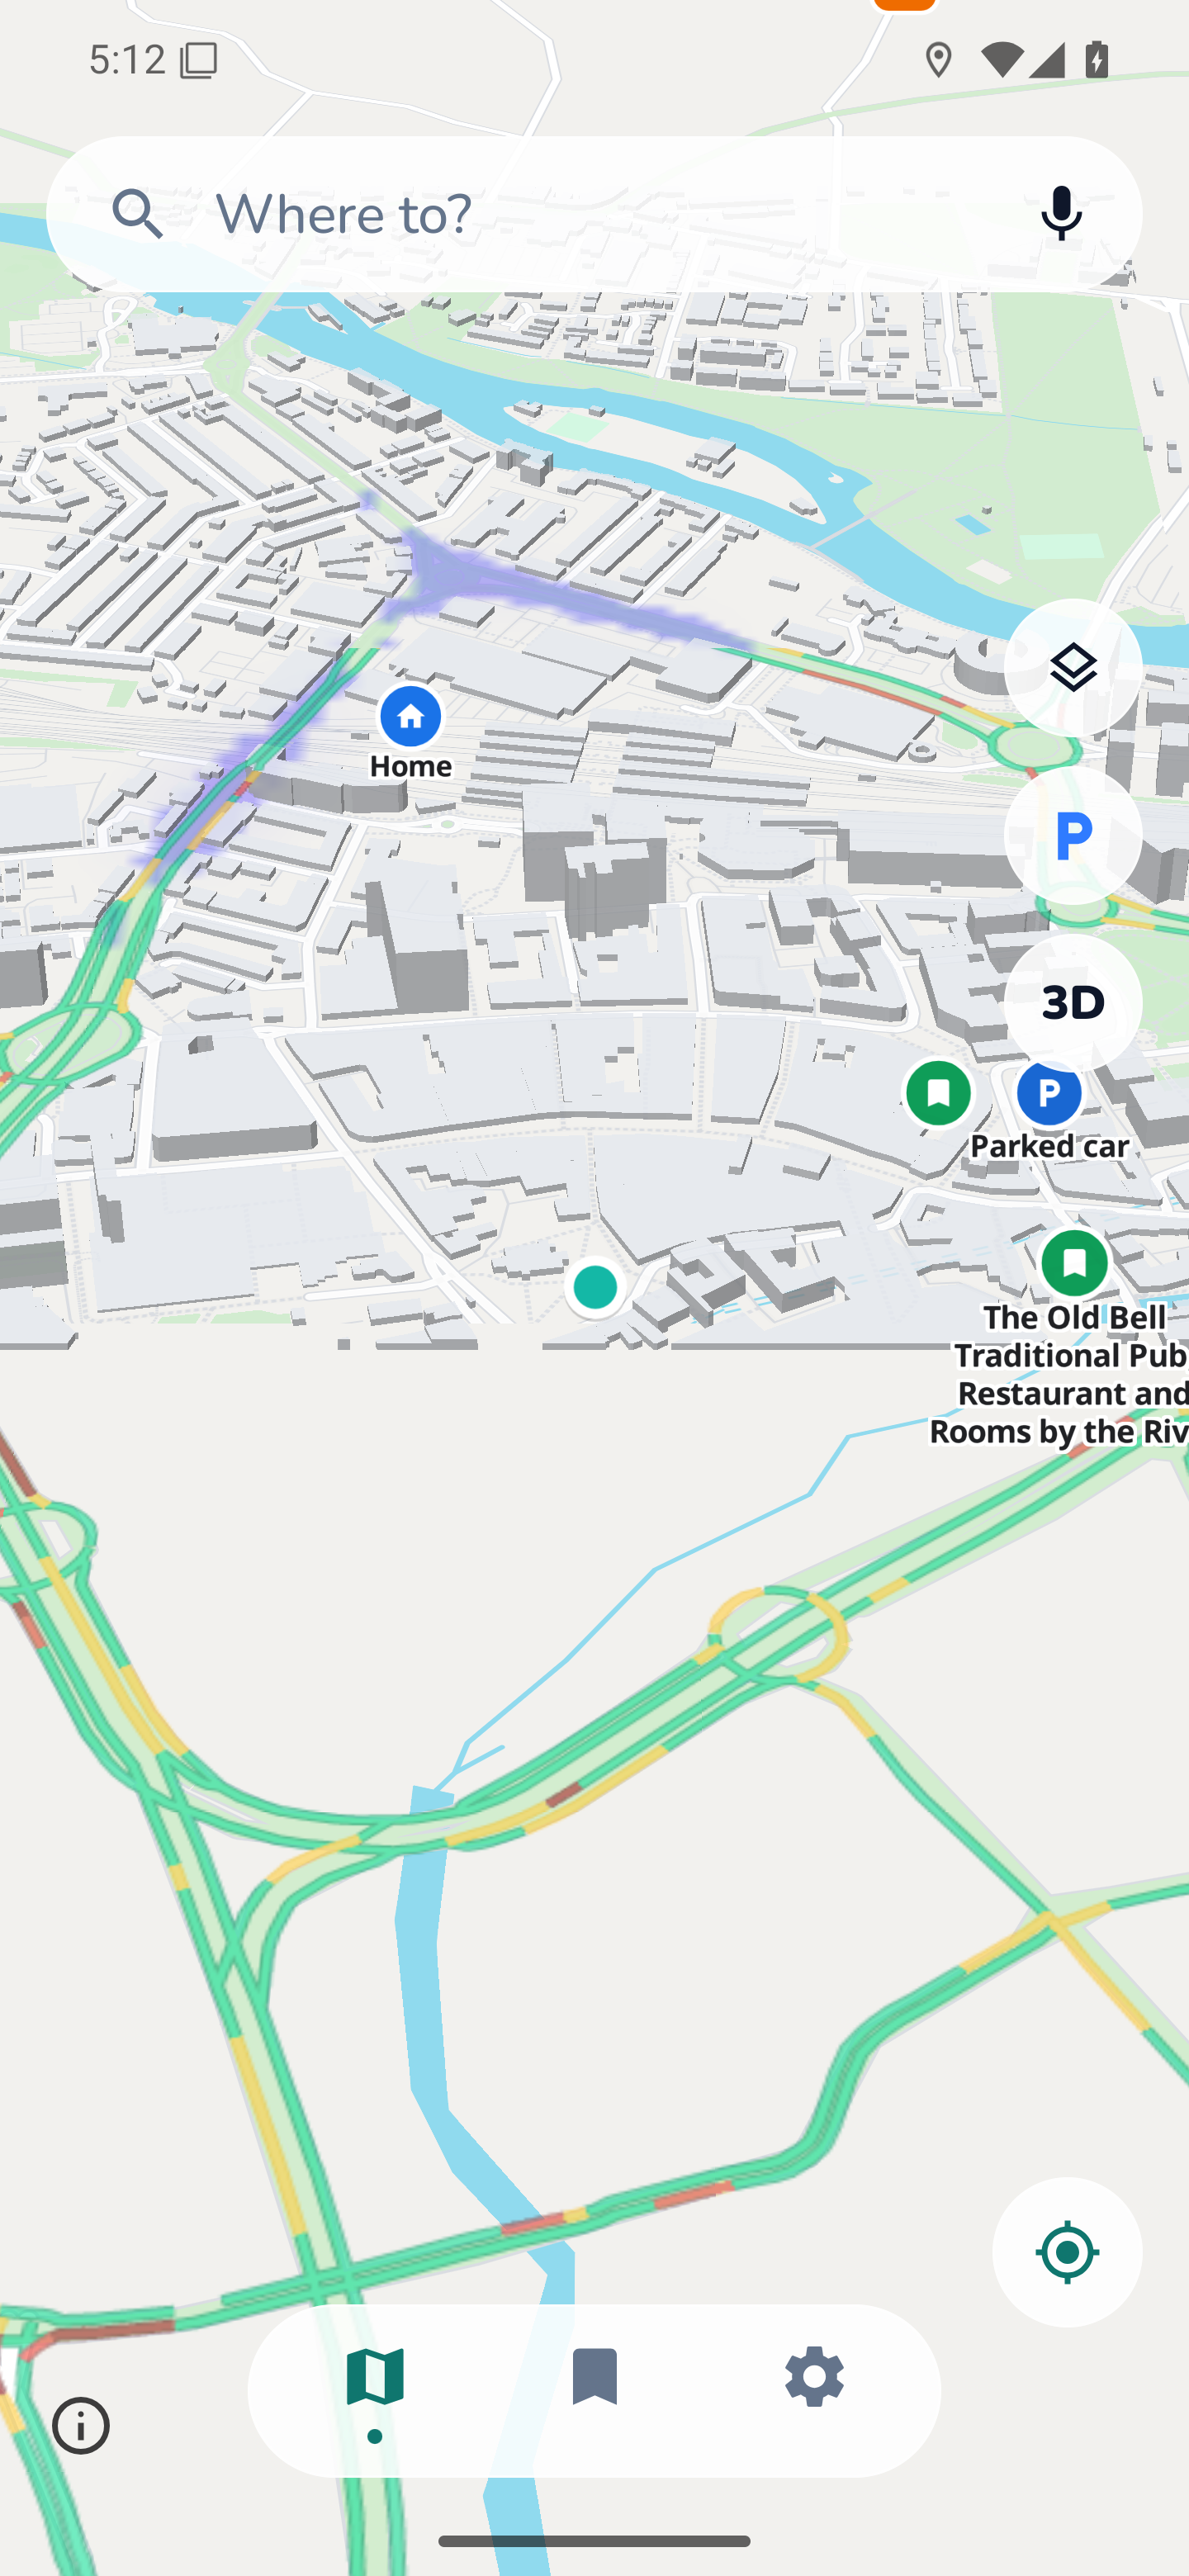 5:12
Where to?
Home
P
3D
P
Parked car
The Old Bell
Traditional Pub
Restaurant and
Rooms by the Riv